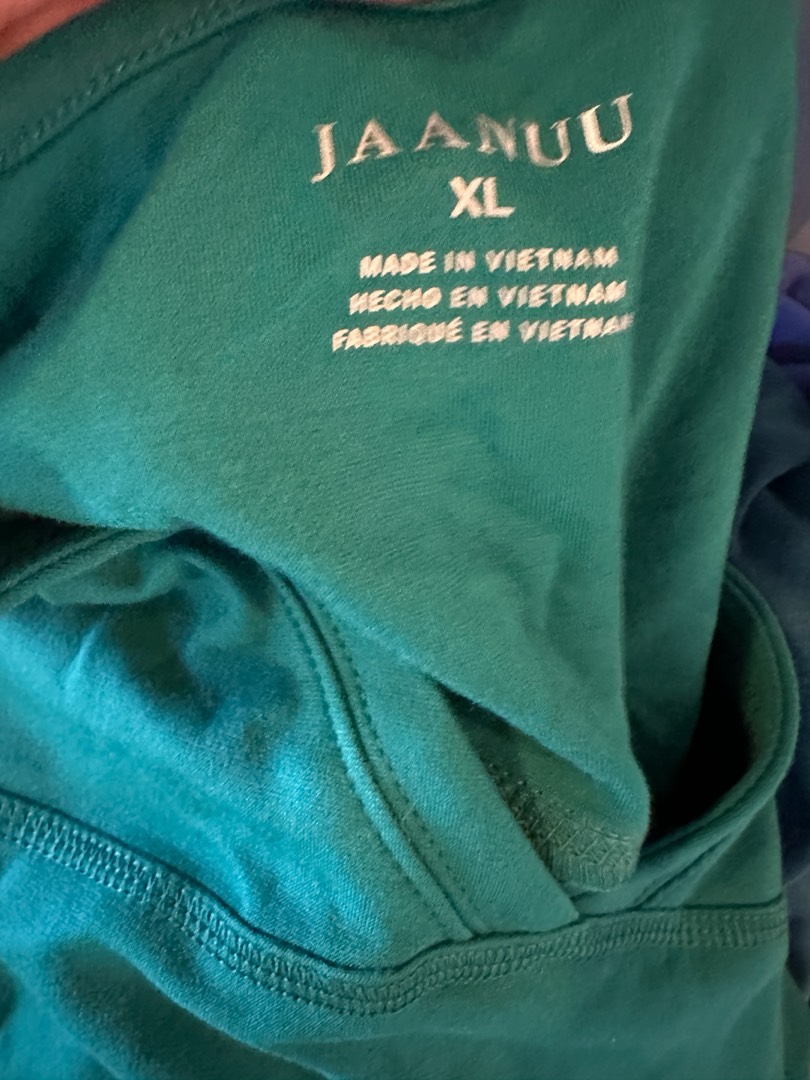 JAANUU
XL
MADE IN VIETNAM
HECHO EN VIETNAM
FABRIQUÉ EN VIETNAM